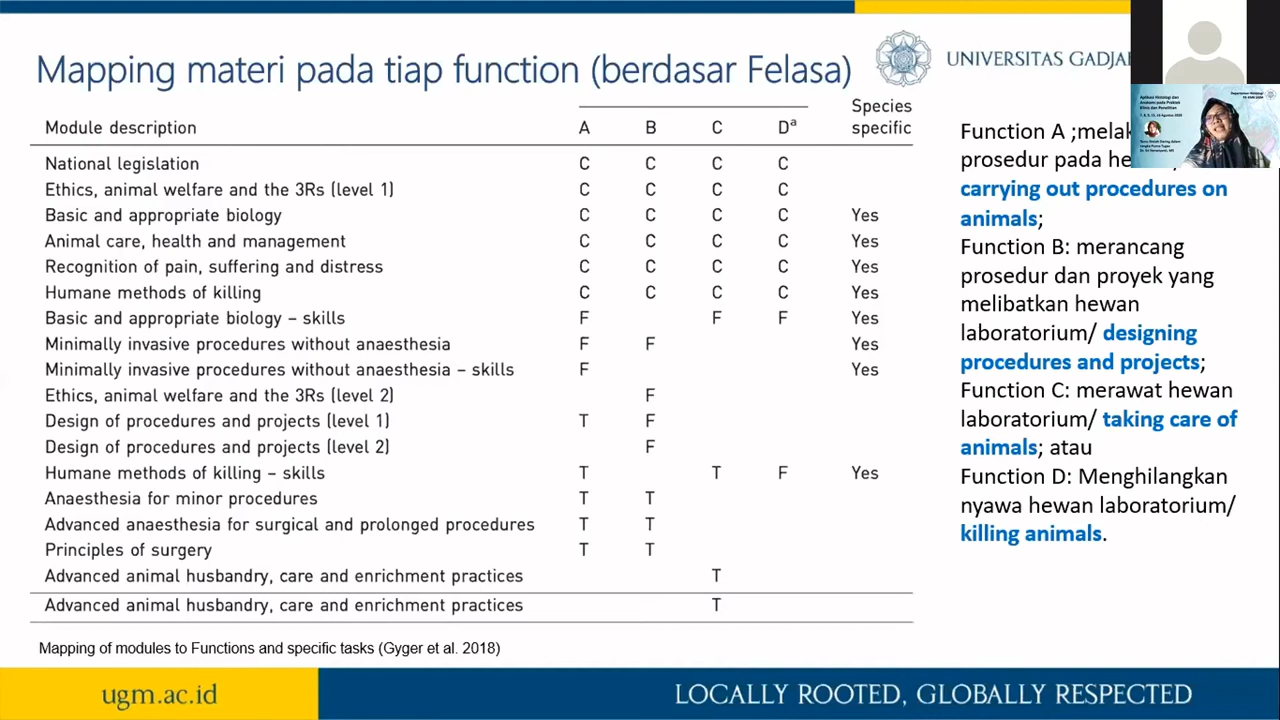 Mapping materi pada tiap function (berdasar Felasa)
UNIVERSITAS
Module description A B C Dᵃ Species specific
National legislation C C C C
Ethics, animal welfare and the 3Rs (level 1) C C C C
Basic and appropriate biology C C C C Yes
Animal care, health and management C C C C Yes
Recognition of pain, suffering and distress C C C C Yes
Humane methods of killing C C C C Yes
Basic and appropriate biology – skills F F F Yes
Minimally invasive procedures without anaesthesia F F Yes
Minimally invasive procedures without anaesthesia – skills F Yes
Ethics, animal welfare and the 3Rs (level 2) F
Design of procedures and projects (level 1) T F
Design of procedures and projects (level 2) F
Humane methods of killing – skills T T F Yes
Anaesthesia for minor procedures T T
Advanced anaesthesia for surgical and prolonged procedures T T
Principles of surgery T T
Advanced animal husbandry, care and enrichment practices T
Advanced animal husbandry, care and enrichment practices T
Mapping of modules to Functions and specific tasks (Gyger et al. 2018)
Function A ;
prosedur pada
carrying out procedures on
animals;
Function B: merancang
prosedur dan proyek yang
melibatkan hewan
laboratorium/ designing
procedures and projects;
Function C: merawat hewan
laboratorium/ taking care of
animals; atau
Function D: Menghilangkan
nyawa hewan laboratorium/
killing animals.
ugm.ac.id
LOCALLY ROOTED, GLOBALLY RESPECTED